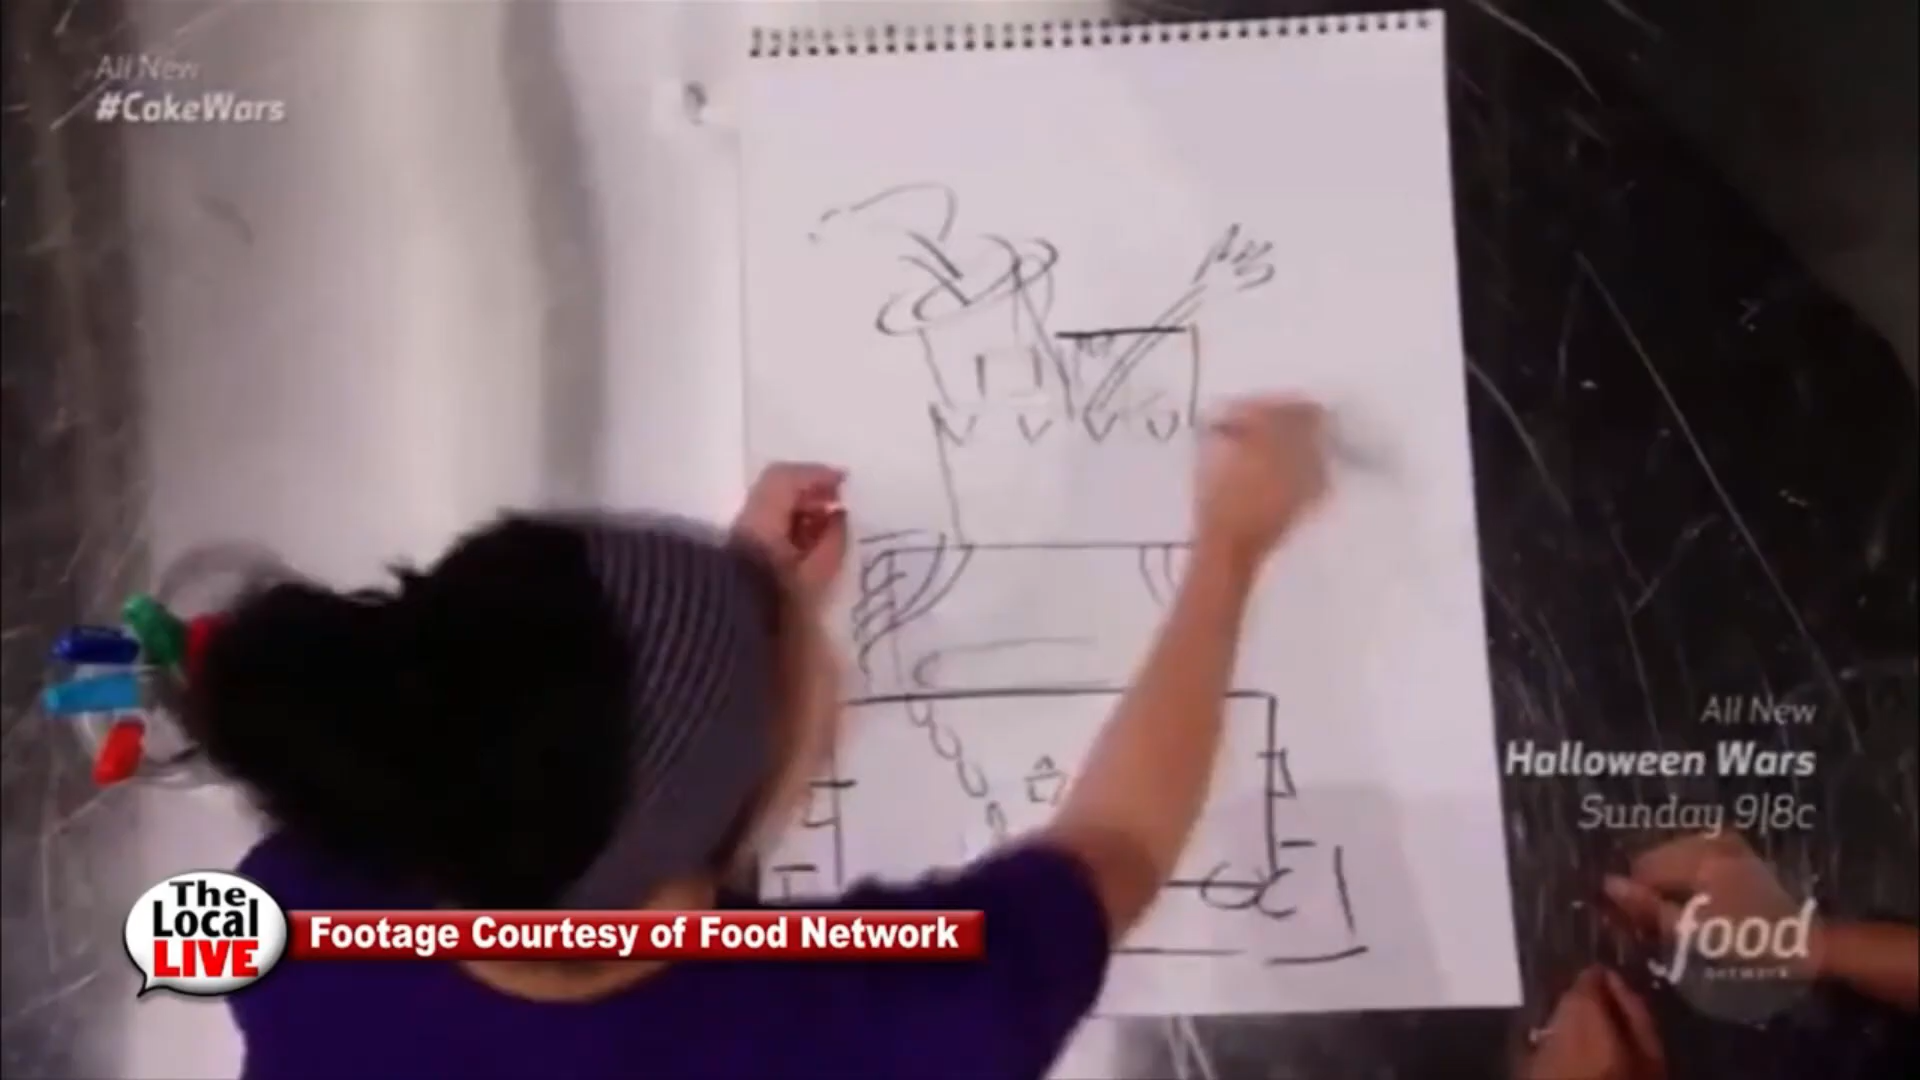 All New
#CakeWars
All New
Halloween Wars
Sunday 9|8c
food
network
The
Local
LIVE
Footage Courtesy of Food Network